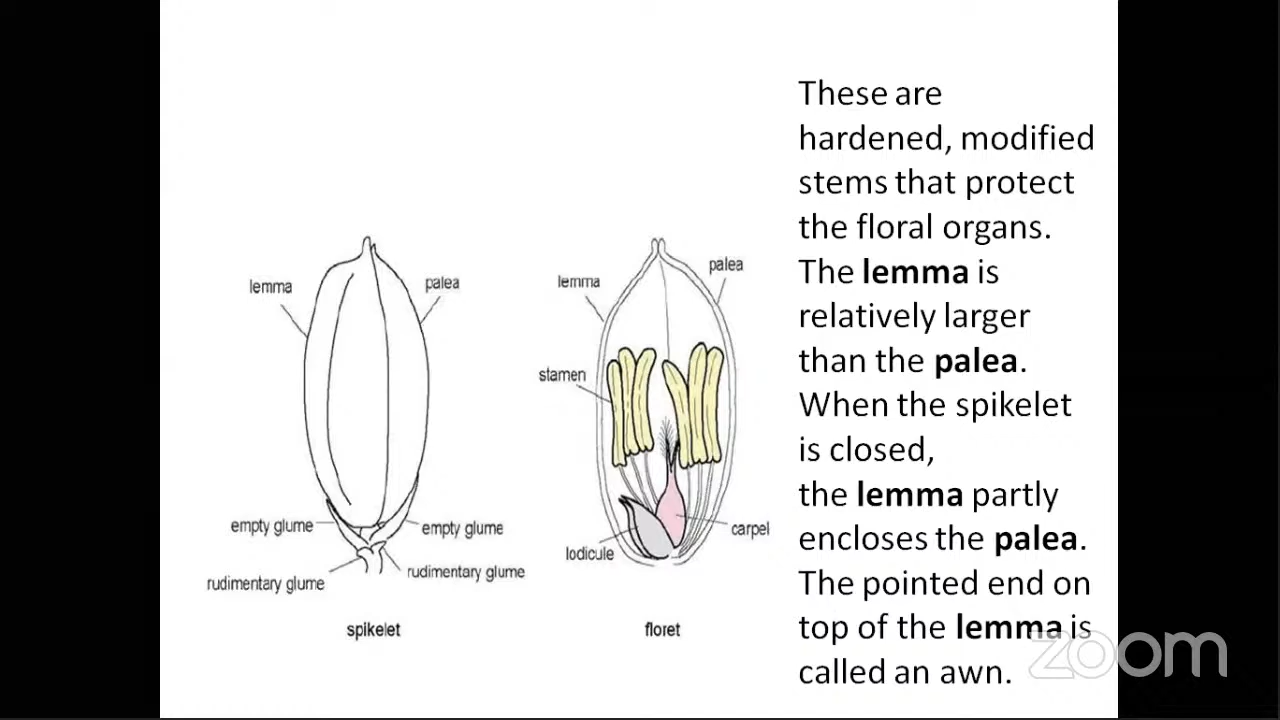 These are
hardened, modified
stems that protect
the floral organs.
The lemma is
relatively larger
than the palea.
When the spikelet
is closed,
the lemma partly
encloses the palea.
The pointed end on
top of the lemma is
called an awn.
lemma
palea
empty glume
empty glume
rudimentary glume
rudimentary glume
spikelet
lemma
palea
stamen
carpel
lodicule
floret
zoom